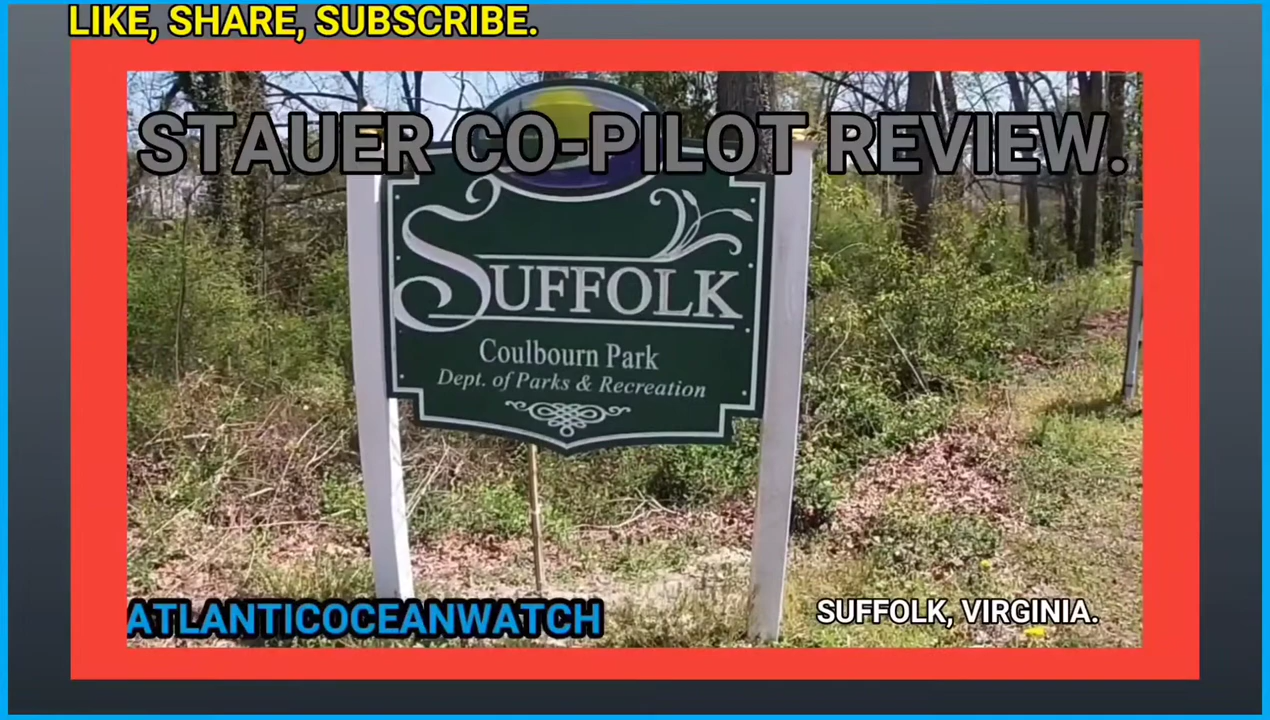 LIKE, SHARE, SUBSCRIBE.
STAUER CO-PILOT REVIEW.
SUFFOLK
Coulbourn Park
Dept. of Parks & Recreation
ATLANTICOCEANWATCH
SUFFOLK, VIRGINIA.